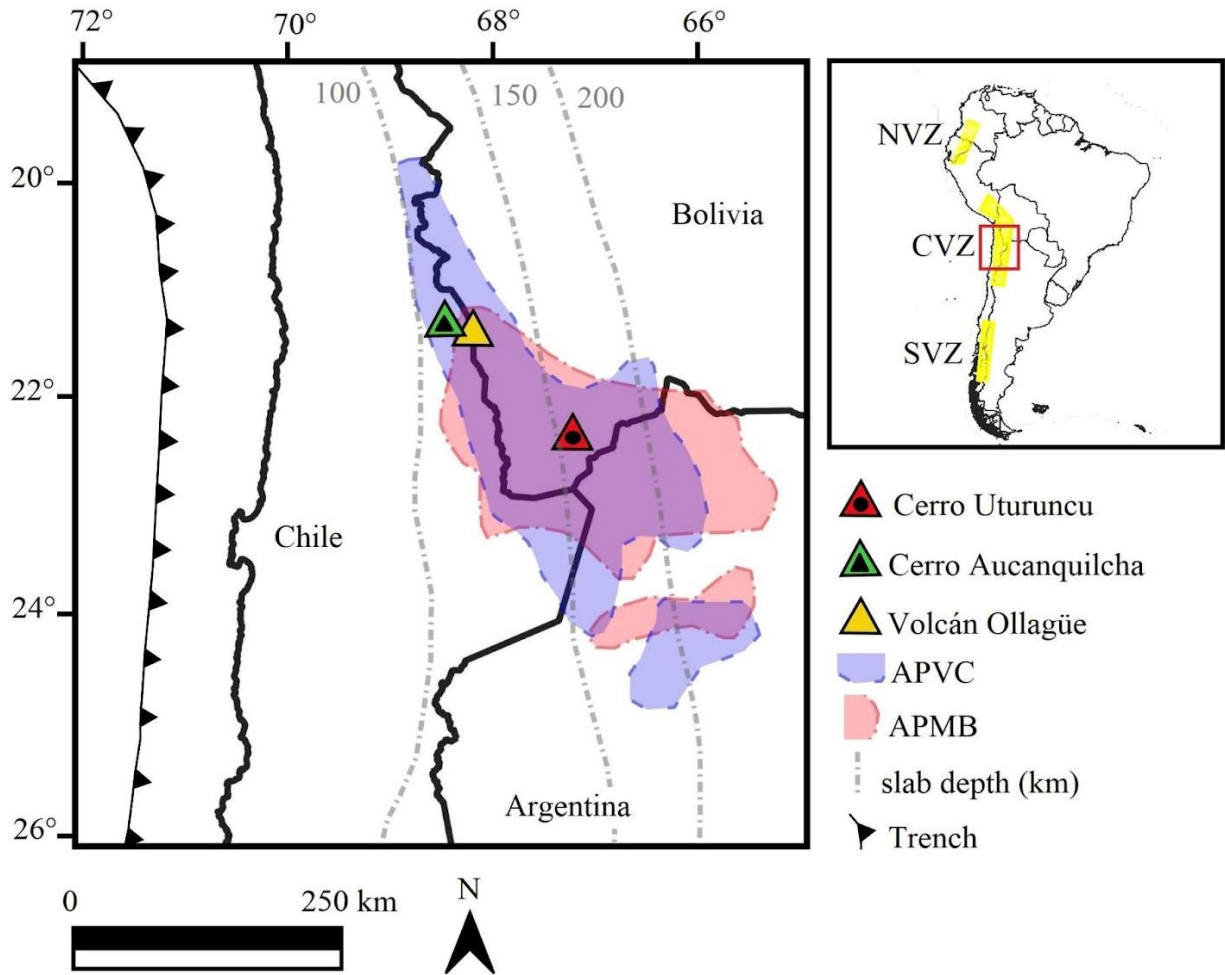 72°
70°
68°
66°
100
150
200
20°
22°
24°
26°
Bolivia
Chile
Argentina
NVZ
CVZ
SVZ
Cerro Uturuncu
Cerro Aucanquilcha
Volcán Ollagüe
APVC
APMB
slab depth (km)
Trench
0
250 km
N